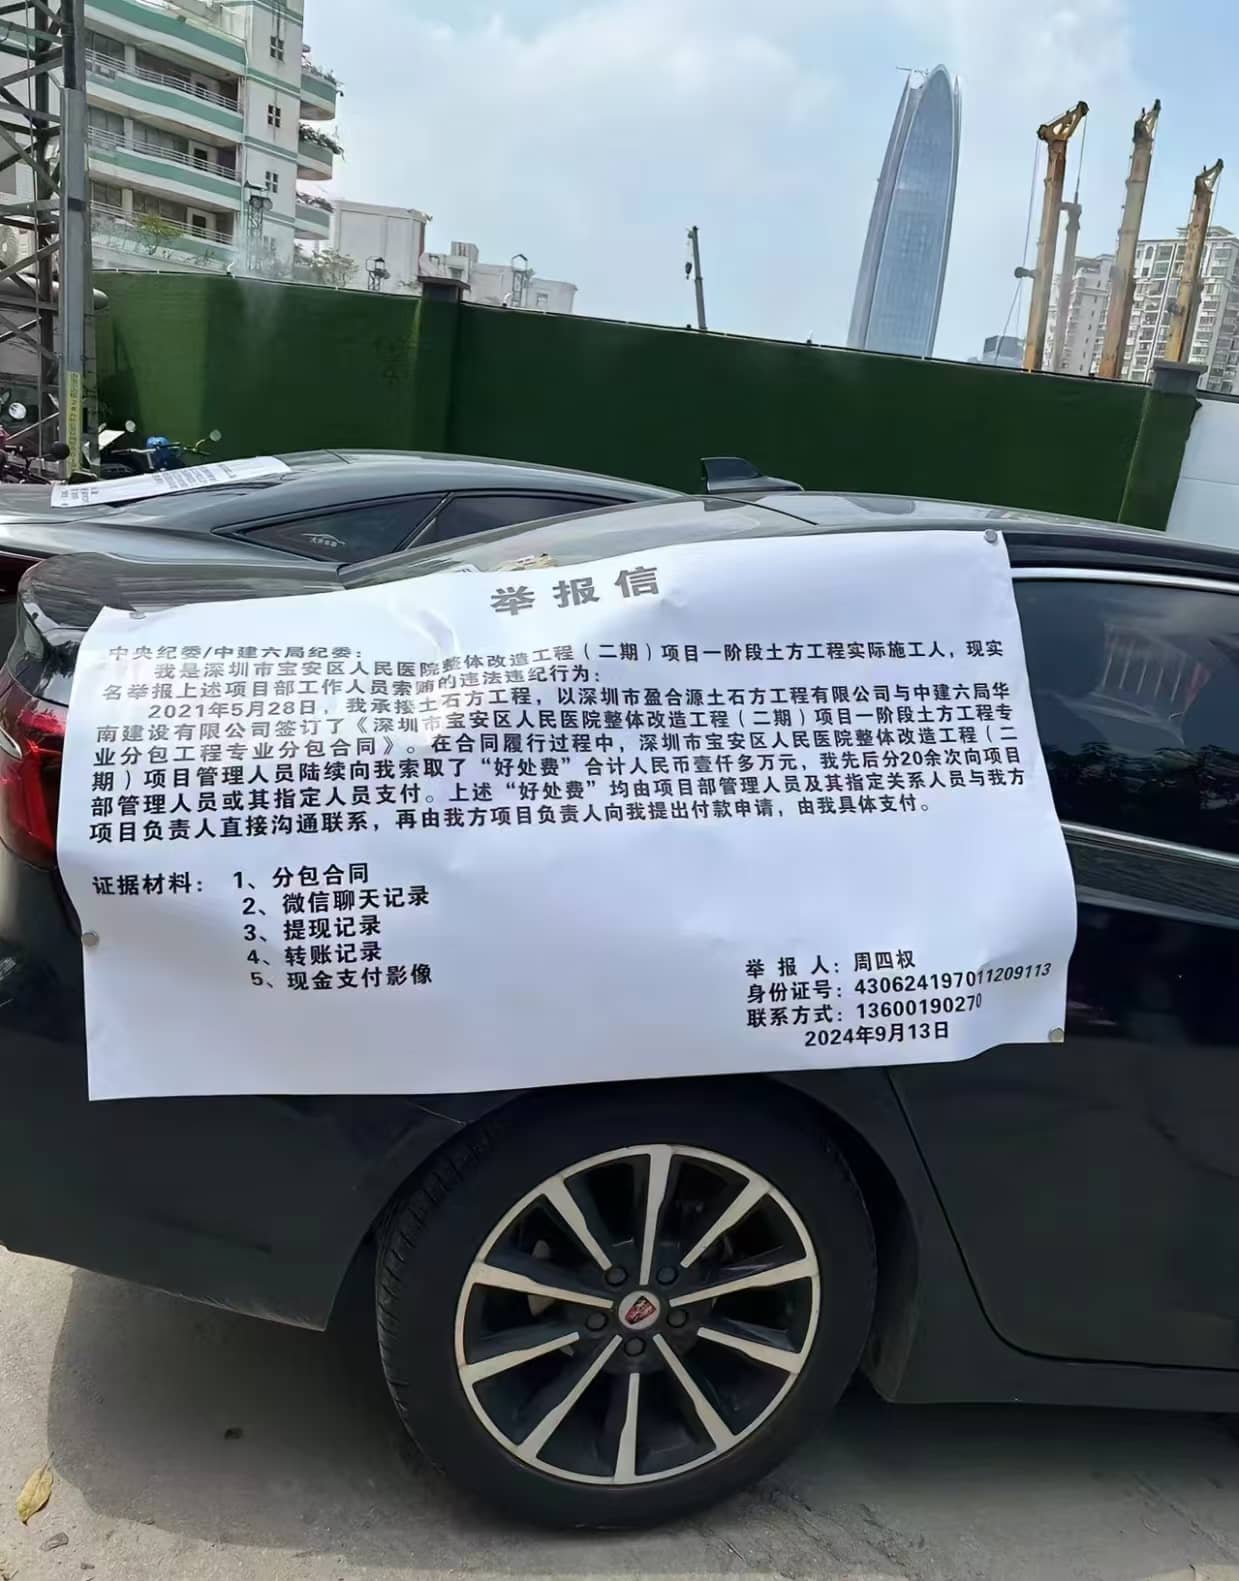 举报信
中央纪委/中建六局纪委：
我是深圳市宝安区人民医院整体改造工程（二期）项目一阶段土方工程实际施工人，现实
名举报上述项目部工作人员索贿的违法违纪行为：
2021年5月28日，我承接土石方工程，以深圳市盈合源土石方工程有限公司与中建六局华
南建设有限公司签订了《深圳市宝安区人民医院整体改造工程（二期）项目一阶段土方工程专
业分包工程专业分包合同》。在合同履行过程中，深圳市宝安区人民医院整体改造工程（二
期）项目管理人员陆续向我索取了“好处费”合计人民币壹仟多万元，我先后分20余次向项目
部管理人员或其指定人员支付。上述“好处费”均由项目部管理人员及其指定关系人员与我方
项目负责人直接沟通联系，再由我方项目负责人向我提出付款申请，由我具体支付。
证据材料：1、分包合同
2、微信聊天记录
3、提现记录
4、转账记录
5、现金支付影像
举 报 人：周四权
身份证号：430624197011209113
联系方式：13600190270
2024年9月13日